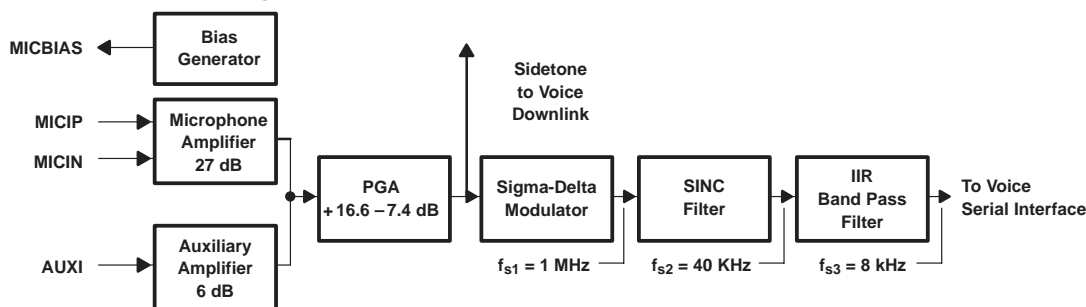 Bias
Generator
MICBIAS
Sidetone
to Voice
Downlink
MICIP
MICIN
Microphone
Amplifier
27 dB
PGA
+ 16.6 – 7.4 dB
Sigma-Delta
Modulator
SINC
Filter
IIR
Band Pass
Filter
To Voice
Serial Interface
AUXI
Auxiliary
Amplifier
6 dB
fs1 = 1 MHz
fs2 = 40 KHz
fs3 = 8 kHz